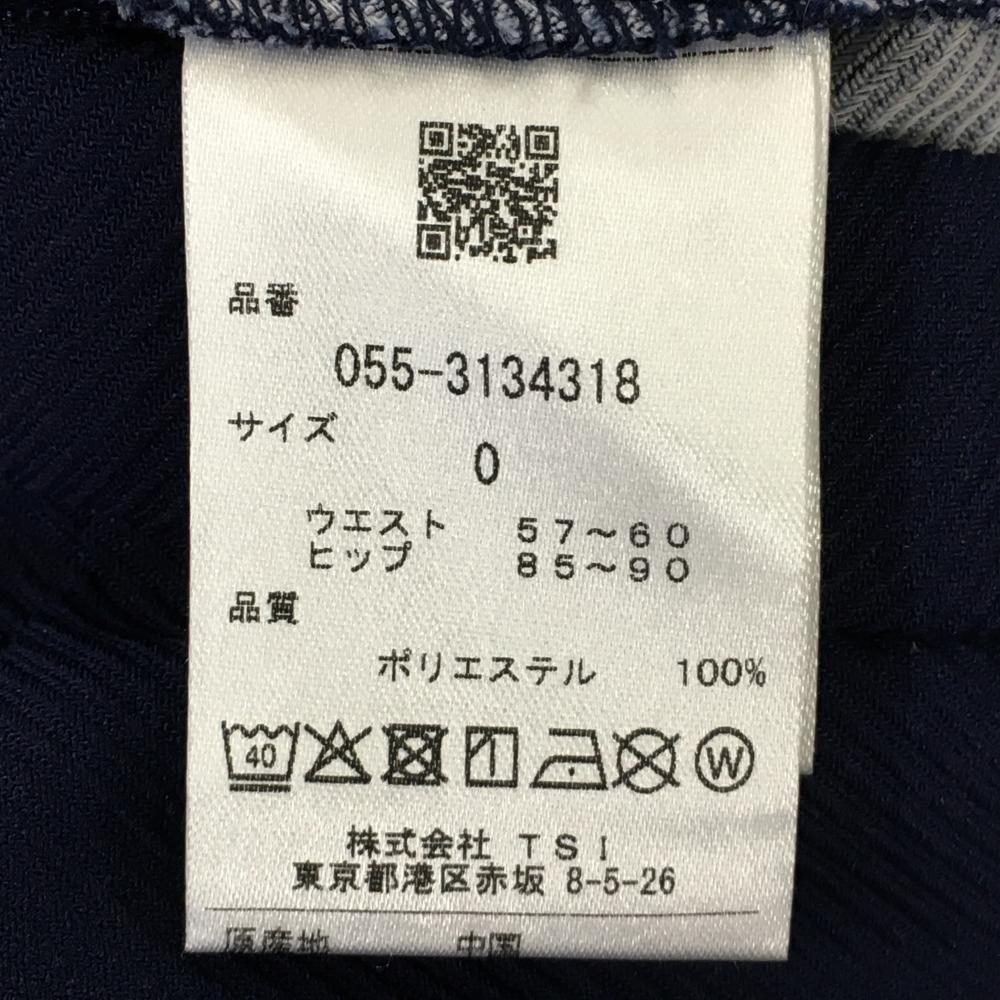 品番
055-3134318
サイズ
0
ウエスト 57～60
ヒップ 85～90
品質
ポリエステル 100%
40 W
株式会社 TSI
東京都港区赤坂 8-5-26
原産地 中国